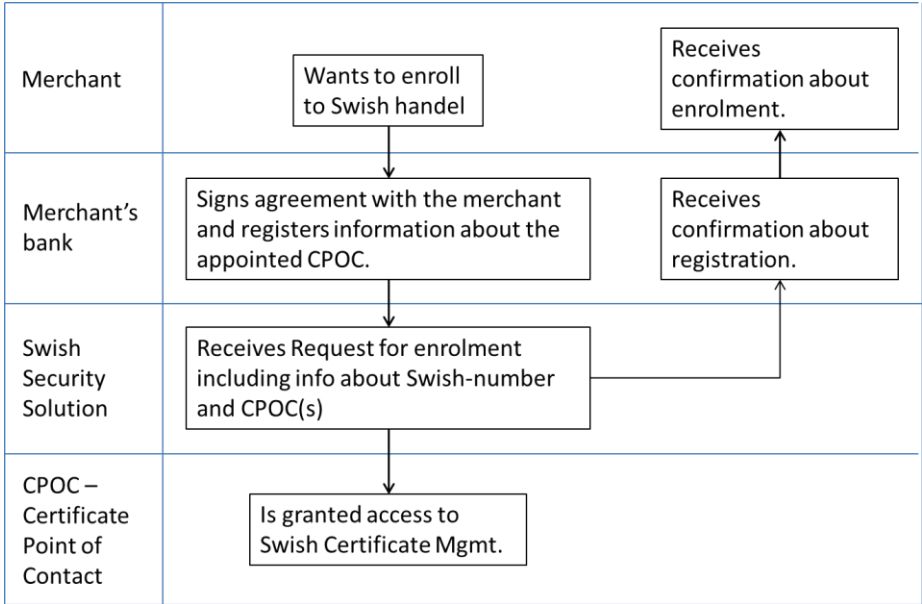 Merchant
Wants to enroll
to Swish handel
Receives
confirmation about
enrolment.
Merchant's
bank
Signs agreement with the merchant
and registers information about the
appointed CPOC.
Receives
confirmation about
registration.
Swish
Security
Solution
Receives Request for enrolment
including info about Swish-number
and CPOC(s)
CPOC –
Certificate
Point of
Contact
Is granted access to
Swish Certificate Mgmt.